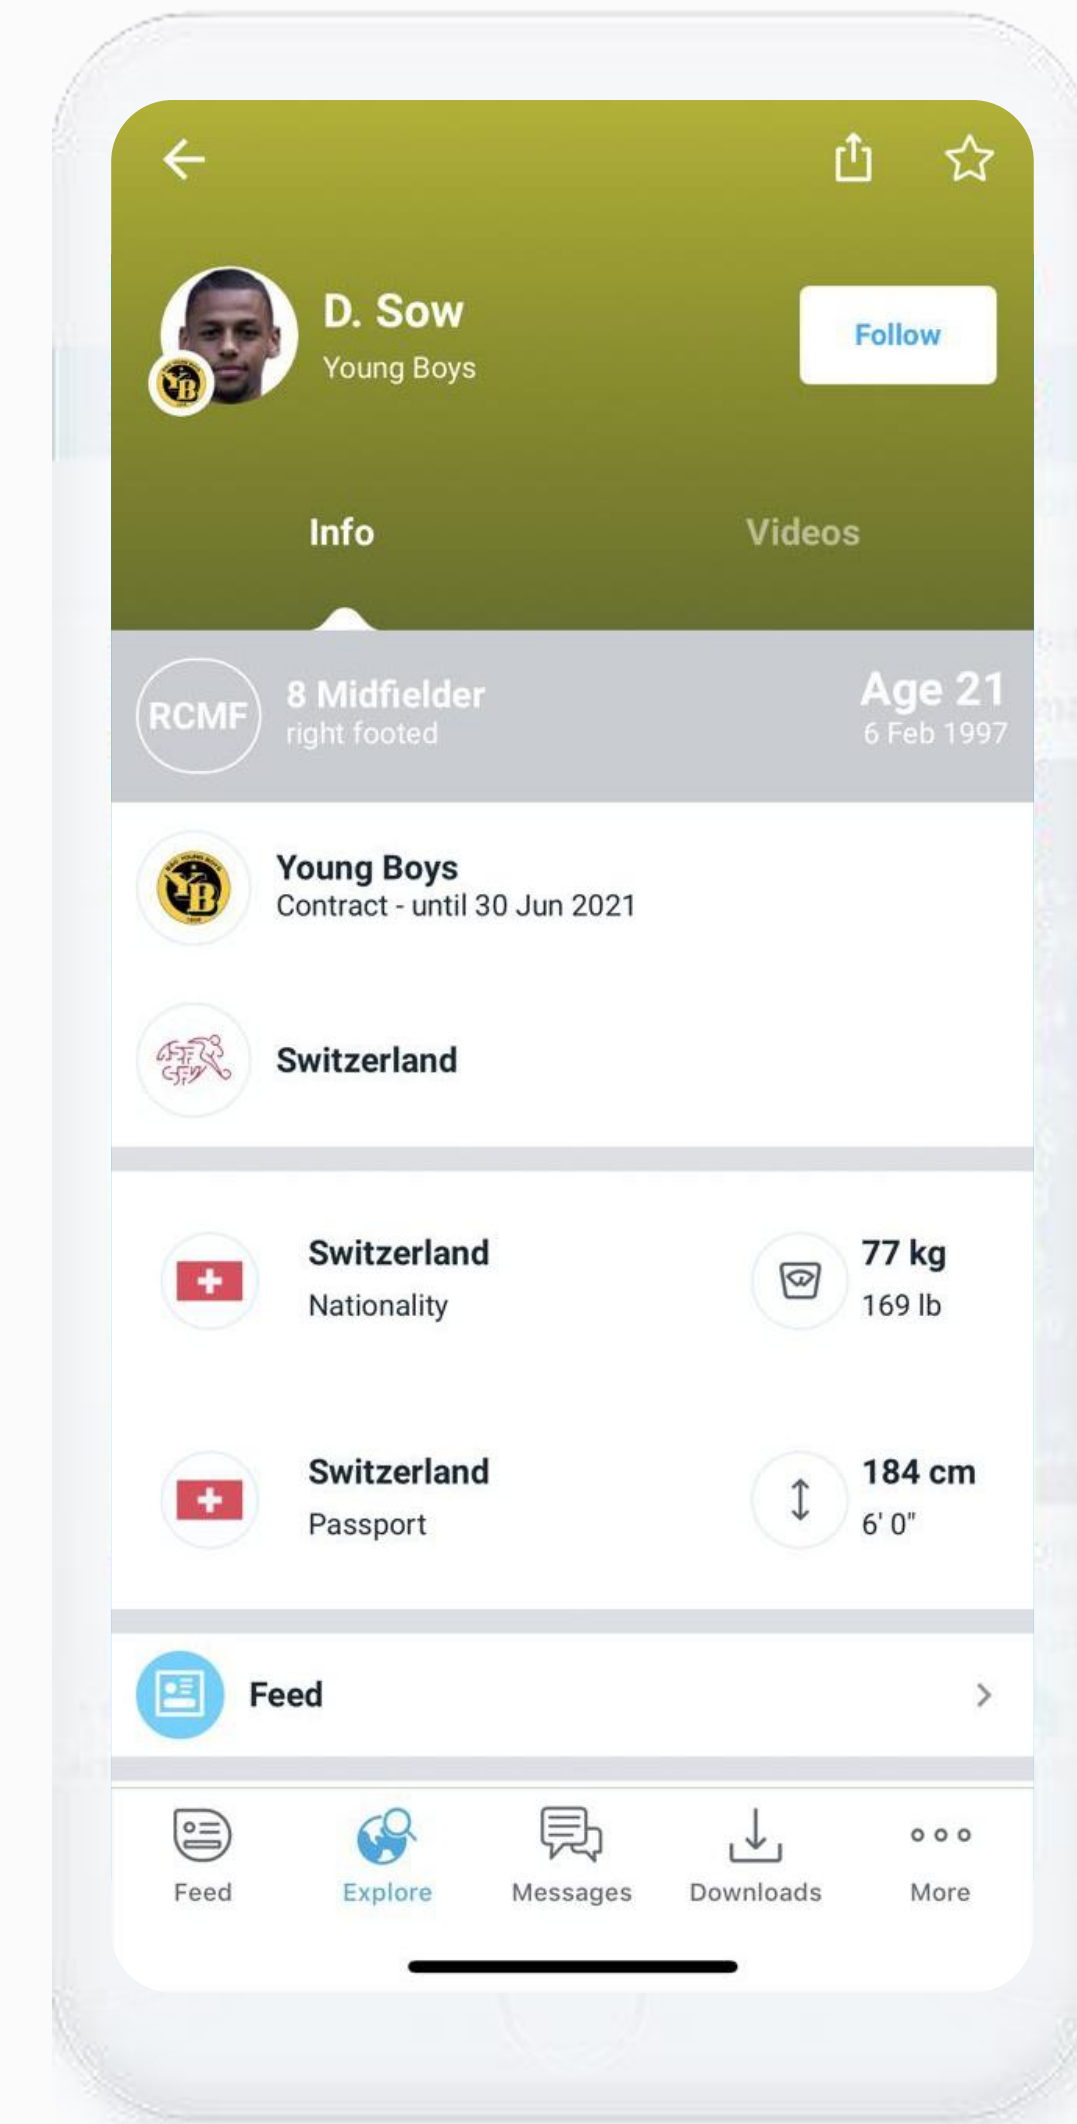 D. Sow
Young Boys
Follow
Info
Videos
RCMF
8 Midfielder
right footed
Age 21
6 Feb 1997
YB
Young Boys
Contract - until 30 Jun 2021
Switzerland
Switzerland
Nationality
77 kg
169 lb
Switzerland
Passport
184 cm
6' 0"
Feed
Feed
Explore
Messages
Downloads
More